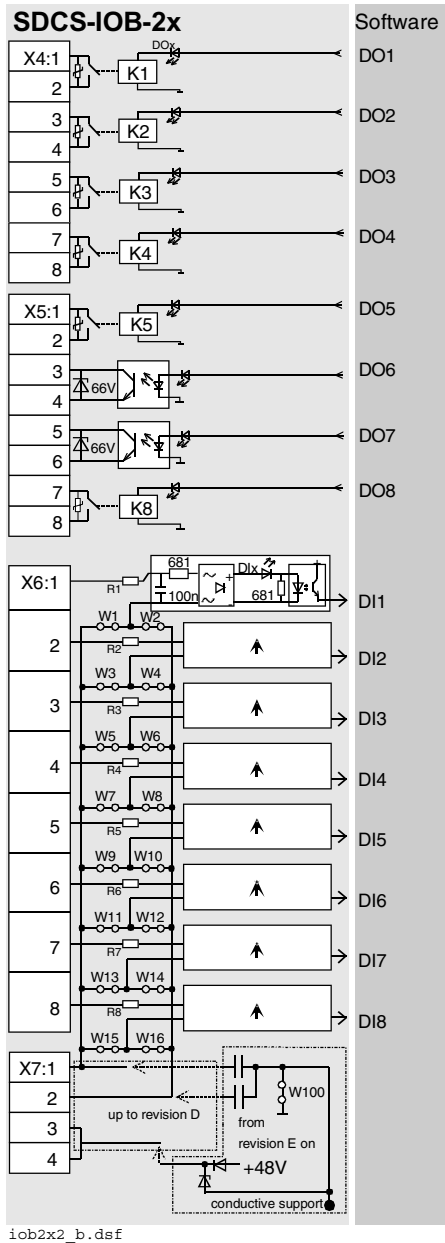 SDCS-IOB-2x Software
DOx
X4:1 K1 DO1
2
3 K2 DO2
4
5 K3 DO3
6
7 K4 DO4
8
X5:1 K5 DO5
2
3 66V DO6
4
5 66V DO7
6
7 K8 DO8
8
X6:1 R1 681 100n ~ ~ + - DIx 681 + DI1
W1 W2
2 R2 DI2
W3 W4
3 R3 DI3
W5 W6
4 R4 DI4
W7 W8
5 R5 DI5
W9 W10
6 R6 DI6
W11 W12
7 R7 DI7
W13 W14
8 R8 DI8
W15 W16
X7:1
2 W100
up to revision D
from
revision E on
3
4 +48V
conductive support
iob2x2_b.dsf